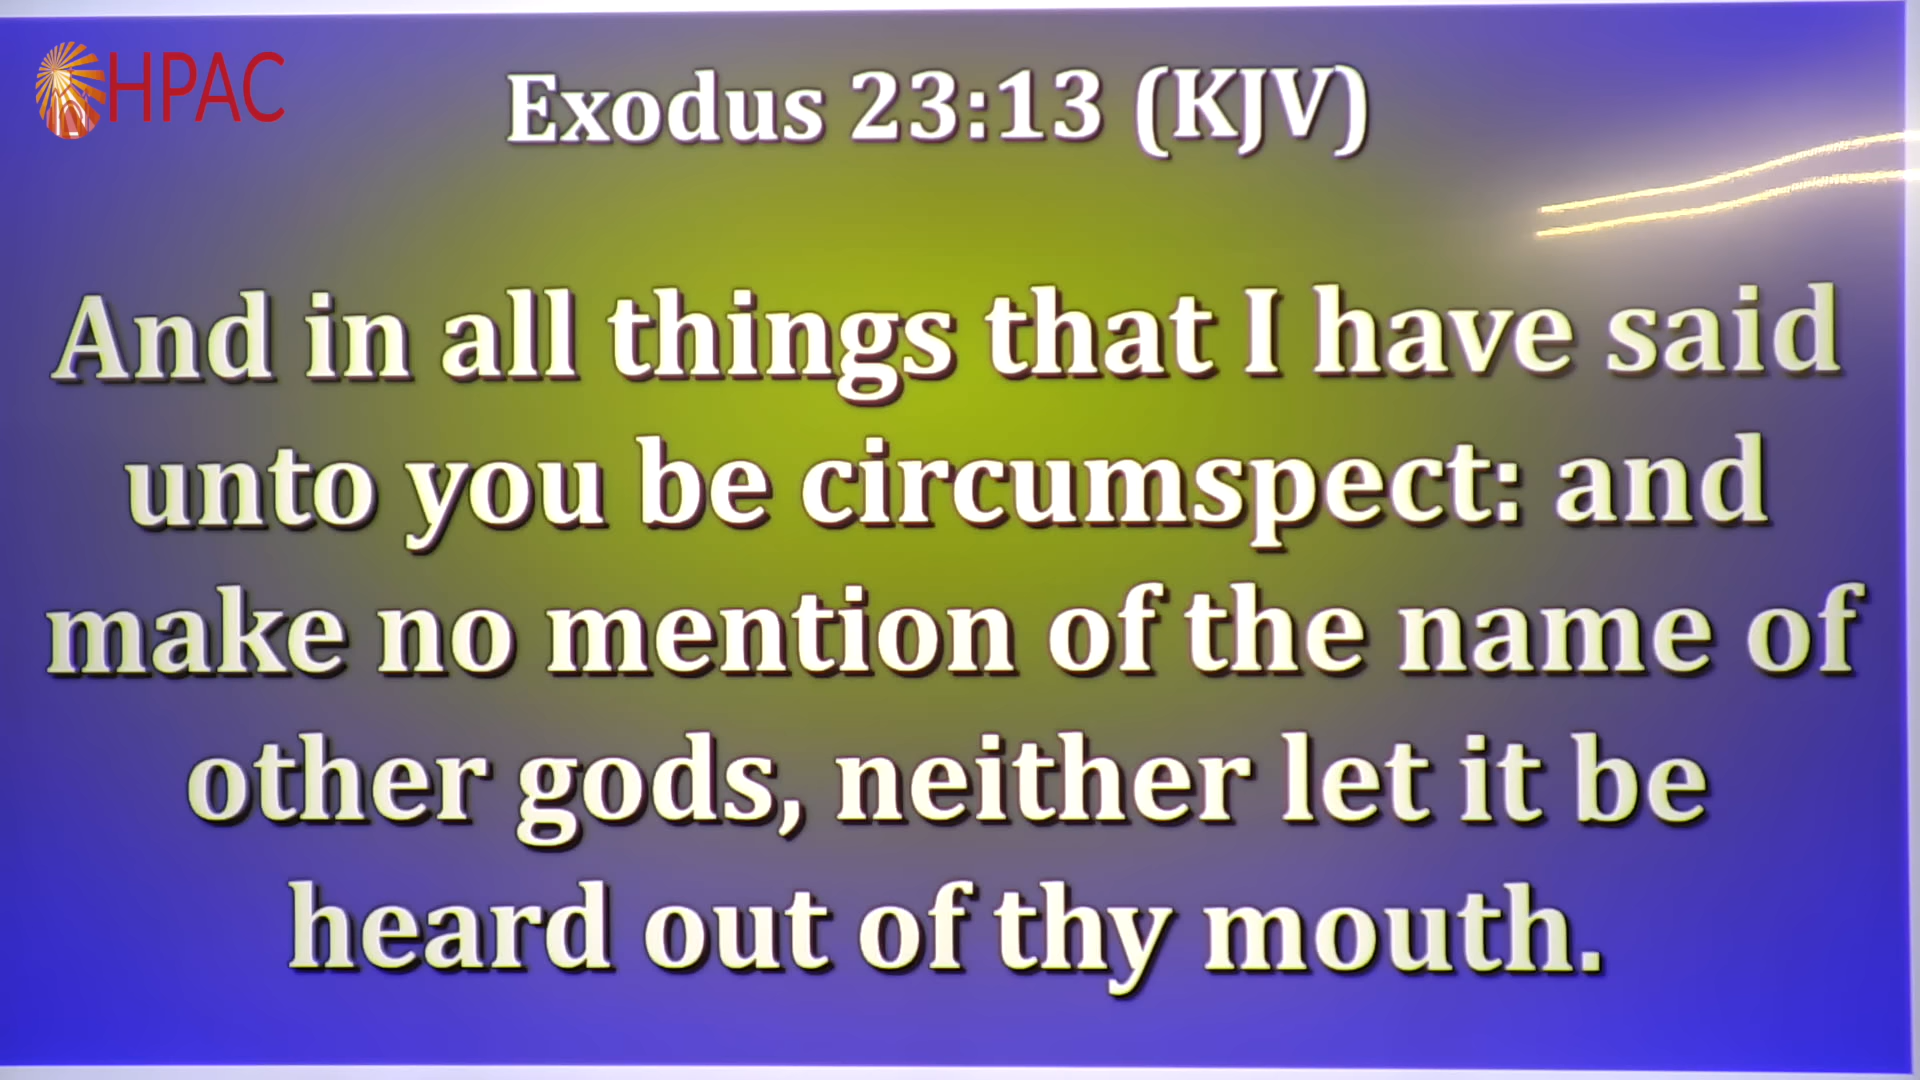 HPAC
Exodus 23:13 (KJV)
And in all things that I have said
unto you be circumspect: and
make no mention of the name of
other gods, neither let it be
heard out of thy mouth.